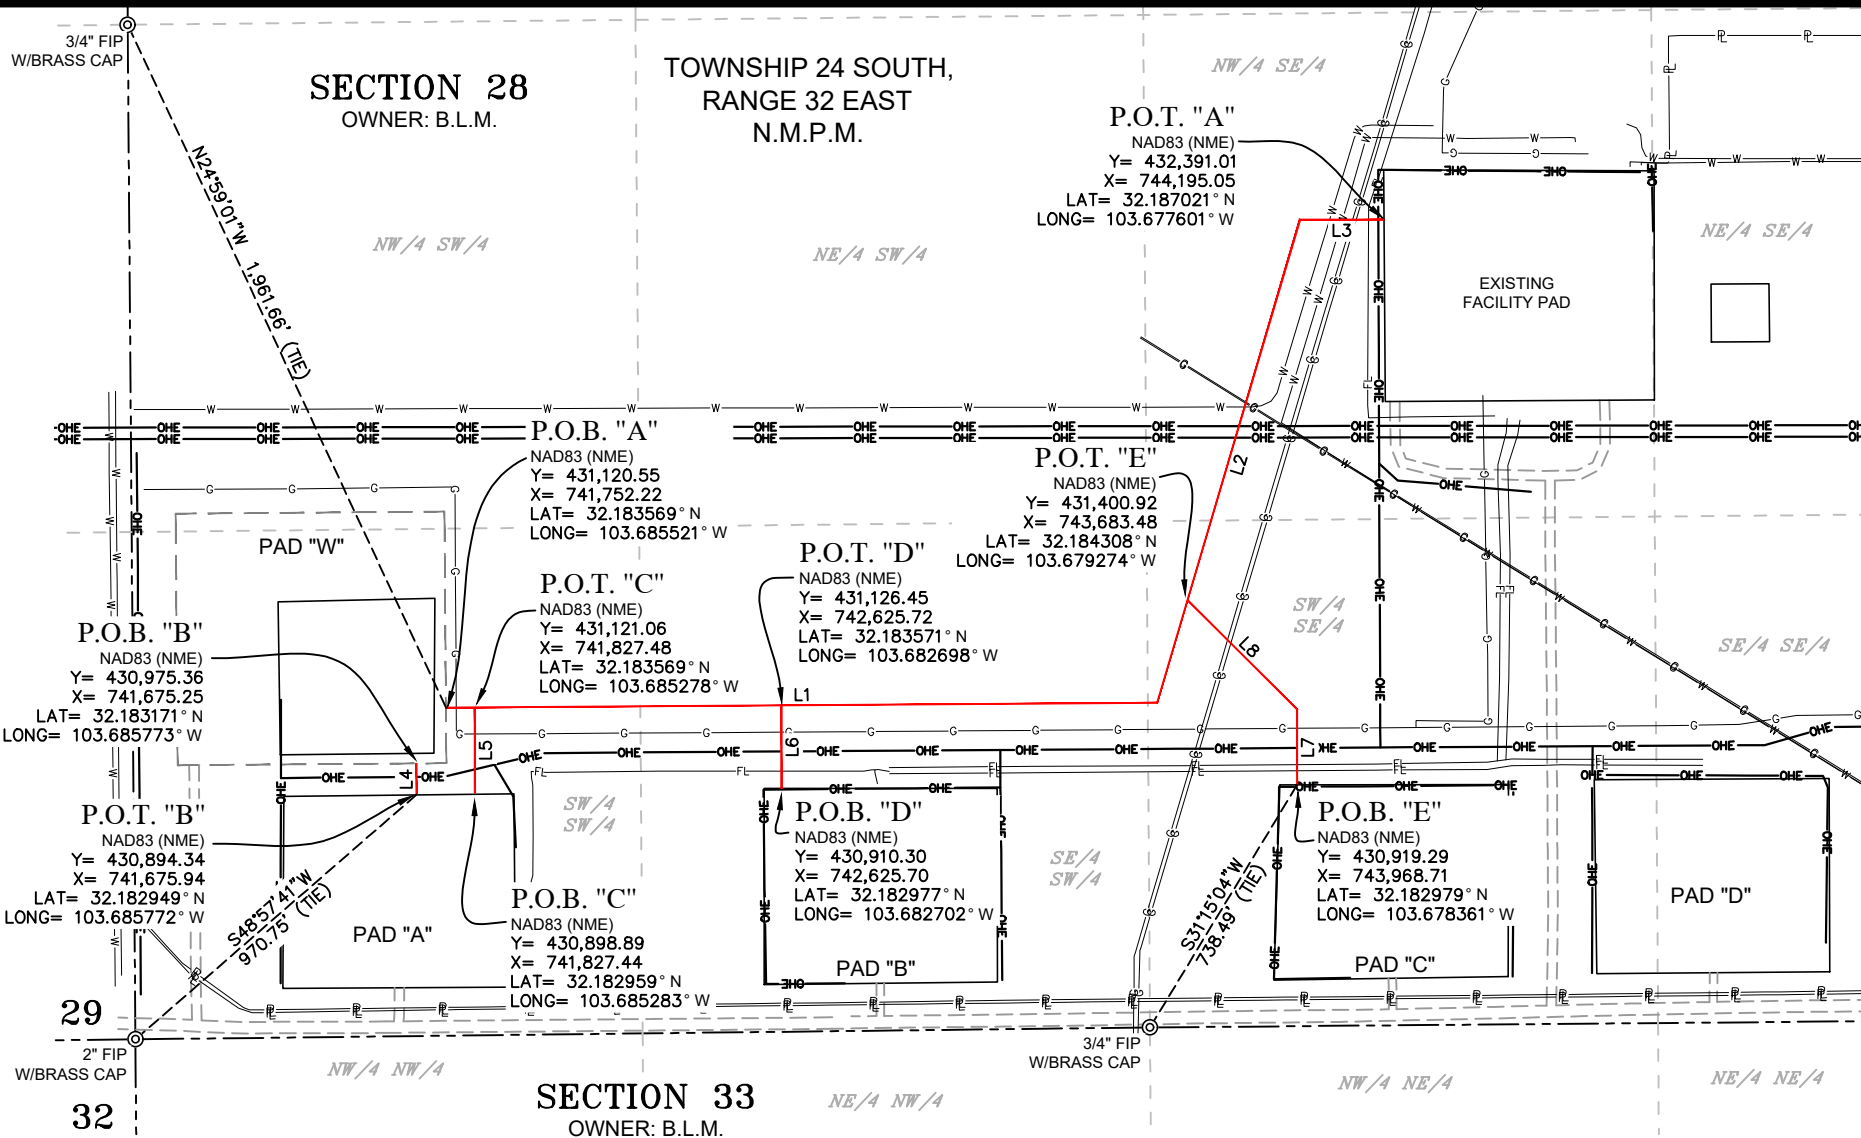 3/4" FIP
W/BRASS CAP
SECTION 28
OWNER: B.L.M.
TOWNSHIP 24 SOUTH,
RANGE 32 EAST
N.M.P.M.
NW/4 SE/4
P.O.T. "A"
NAD83 (NME)
Y= 432,391.01
X= 744,195.05
LAT= 32.187021° N
LONG= 103.677601° W
N24°59'01"W 1,961.66' (TIE)
NW/4 SW/4
NE/4 SW/4
NE/4 SE/4
L3
EXISTING
FACILITY PAD
P.O.B. "A"
NAD83 (NME)
Y= 431,120.55
X= 741,752.22
LAT= 32.183569° N
LONG= 103.685521° W
P.O.T. "E"
NAD83 (NME)
Y= 431,400.92
X= 743,683.48
LAT= 32.184308° N
LONG= 103.679274° W
L2
PAD "W"
P.O.T. "D"
NAD83 (NME)
Y= 431,126.45
X= 742,625.72
LAT= 32.183571° N
LONG= 103.682698° W
P.O.T. "C"
NAD83 (NME)
Y= 431,121.06
X= 741,827.48
LAT= 32.183569° N
LONG= 103.685278° W
P.O.B. "B"
NAD83 (NME)
Y= 430,975.36
X= 741,675.25
LAT= 32.183171° N
LONG= 103.685773° W
SW/4
SE/4
L8
SE/4 SE/4
L1
L5
L6
L7
L4
P.O.T. "B"
NAD83 (NME)
Y= 430,894.34
X= 741,675.94
LAT= 32.182949° N
LONG= 103.685772° W
SW/4
SW/4
P.O.B. "D"
NAD83 (NME)
Y= 430,910.30
X= 742,625.70
LAT= 32.182977° N
LONG= 103.682702° W
SE/4
SW/4
P.O.B. "E"
NAD83 (NME)
Y= 430,919.29
X= 743,968.71
LAT= 32.182979° N
LONG= 103.678361° W
S48°57'41"W
970.75' (TIE)
P.O.B. "C"
NAD83 (NME)
Y= 430,898.89
X= 741,827.44
LAT= 32.182959° N
LONG= 103.685283° W
S31°15'04"W
738.49' (TIE)
PAD "A"
PAD "B"
PAD "C"
PAD "D"
29
2" FIP
W/BRASS CAP
32
3/4" FIP
W/BRASS CAP
NW/4 NW/4
SECTION 33
OWNER: B.L.M.
NE/4 NW/4
NW/4 NE/4
NE/4 NE/4